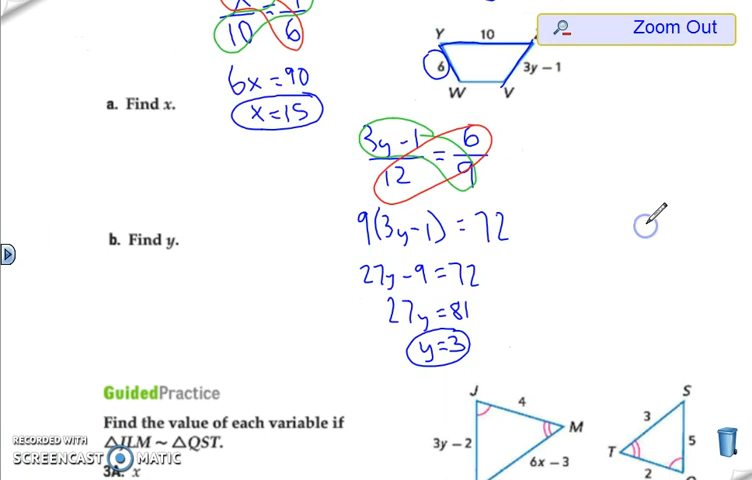 10 6
6x = 90
x = 15
a. Find x.
Zoom Out
Y 10
6 3y − 1
W V
3y − 1 = 6
12 9
9(3y − 1) = 72
b. Find y.
27y − 9 = 72
27y = 81
y = 3
GuidedPractice
Find the value of each variable if
△JLM ~ △QST.
3A. x
J 4 M
3y − 2
6x − 3
S
3 5
T
2
RECORDED WITH
SCREENCAST MATIC